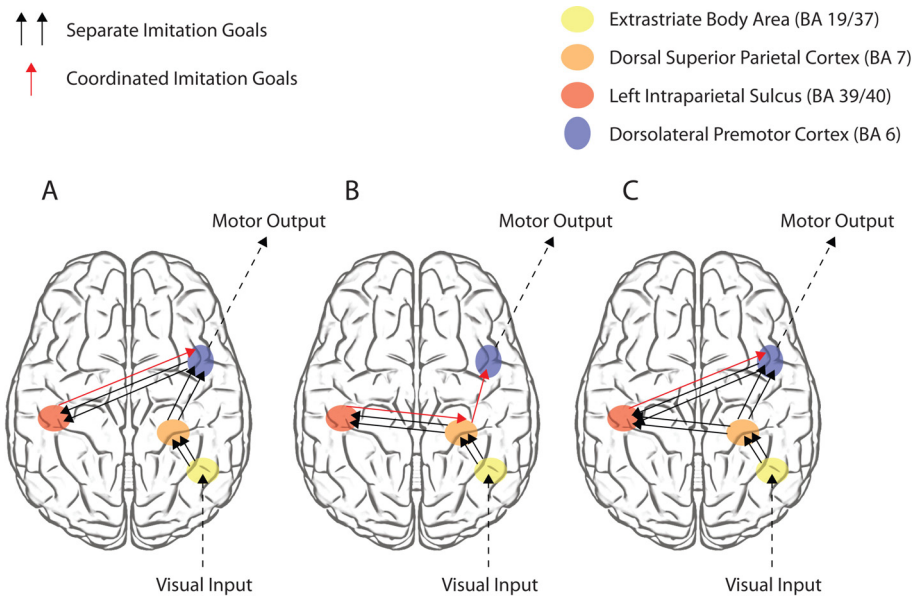 Separate Imitation Goals
Coordinated Imitation Goals
Extrastriate Body Area (BA 19/37)
Dorsal Superior Parietal Cortex (BA 7)
Left Intraparietal Sulcus (BA 39/40)
Dorsolateral Premotor Cortex (BA 6)
A
B
C
Motor Output
Motor Output
Motor Output
Visual Input
Visual Input
Visual Input